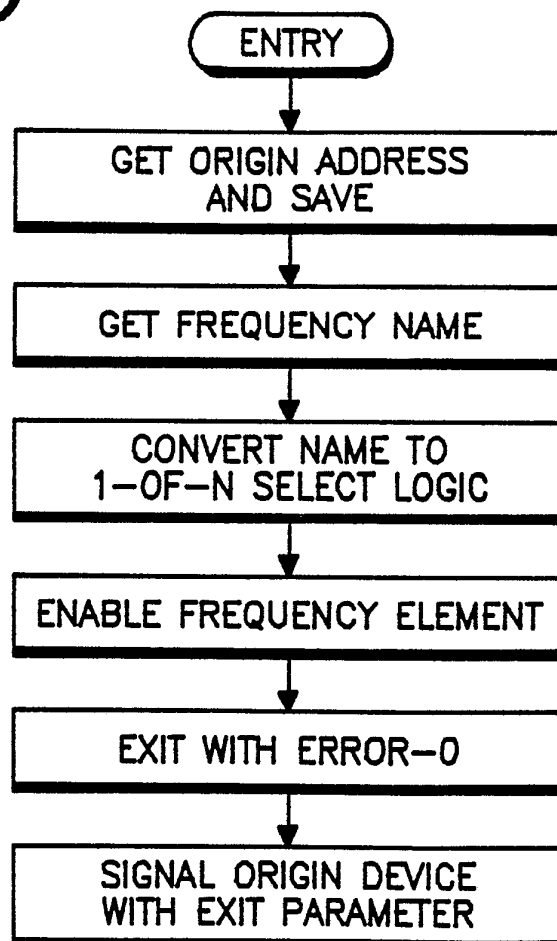 ENTRY
GET ORIGIN ADDRESS
AND SAVE
GET FREQUENCY NAME
CONVERT NAME TO
1-OF-N SELECT LOGIC
ENABLE FREQUENCY ELEMENT
EXIT WITH ERROR-0
SIGNAL ORIGIN DEVICE
WITH EXIT PARAMETER